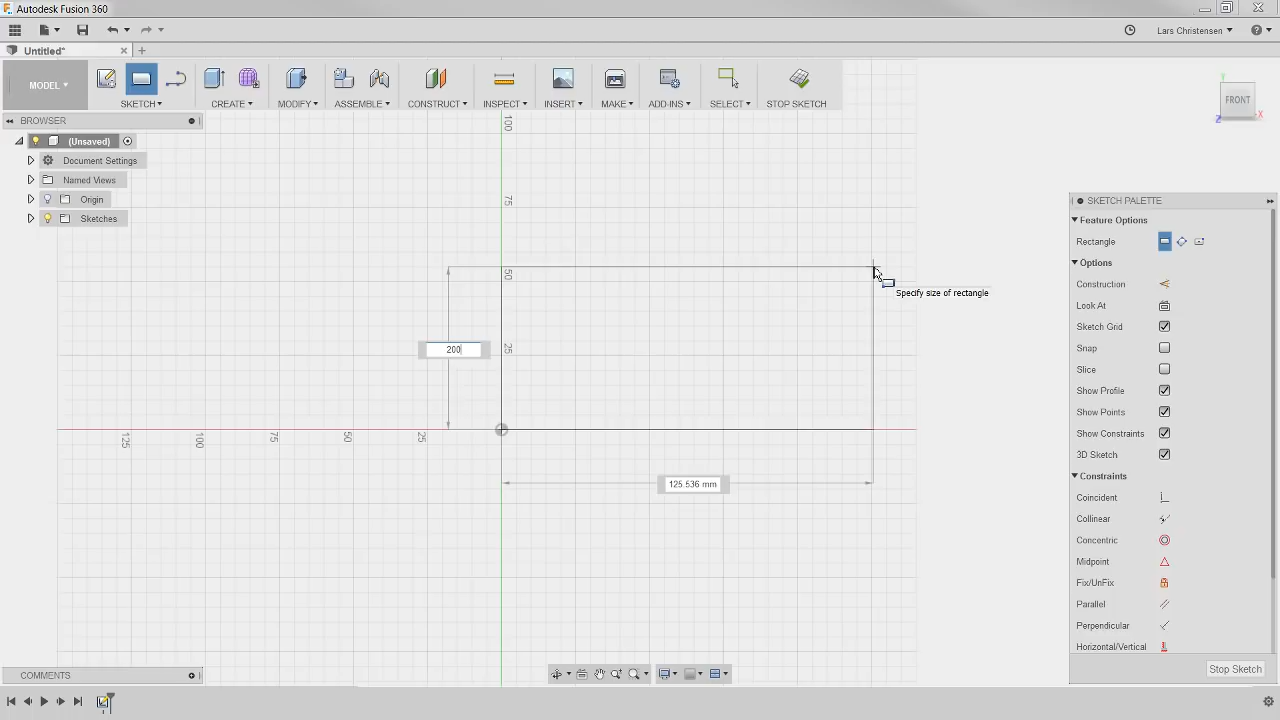 Autodesk Fusion 360
Lars Christensen
Untitled*
MODEL
SKETCH
CREATE
MODIFY
ASSEMBLE
CONSTRUCT
INSPECT
INSERT
MAKE
ADD-INS
SELECT
STOP SKETCH
BROWSER
(Unsaved)
Document Settings
Named Views
Origin
Sketches
FRONT
Y
X
Z
100
75
50
25
125
100
75
50
25
200
125.536 mm
Specify size of rectangle
SKETCH PALETTE
Feature Options
Rectangle
Options
Construction
Look At
Sketch Grid
Snap
Slice
Show Profile
Show Points
Show Constraints
3D Sketch
Constraints
Coincident
Collinear
Concentric
Midpoint
Fix/UnFix
Parallel
Perpendicular
Horizontal/Vertical
Stop Sketch
COMMENTS